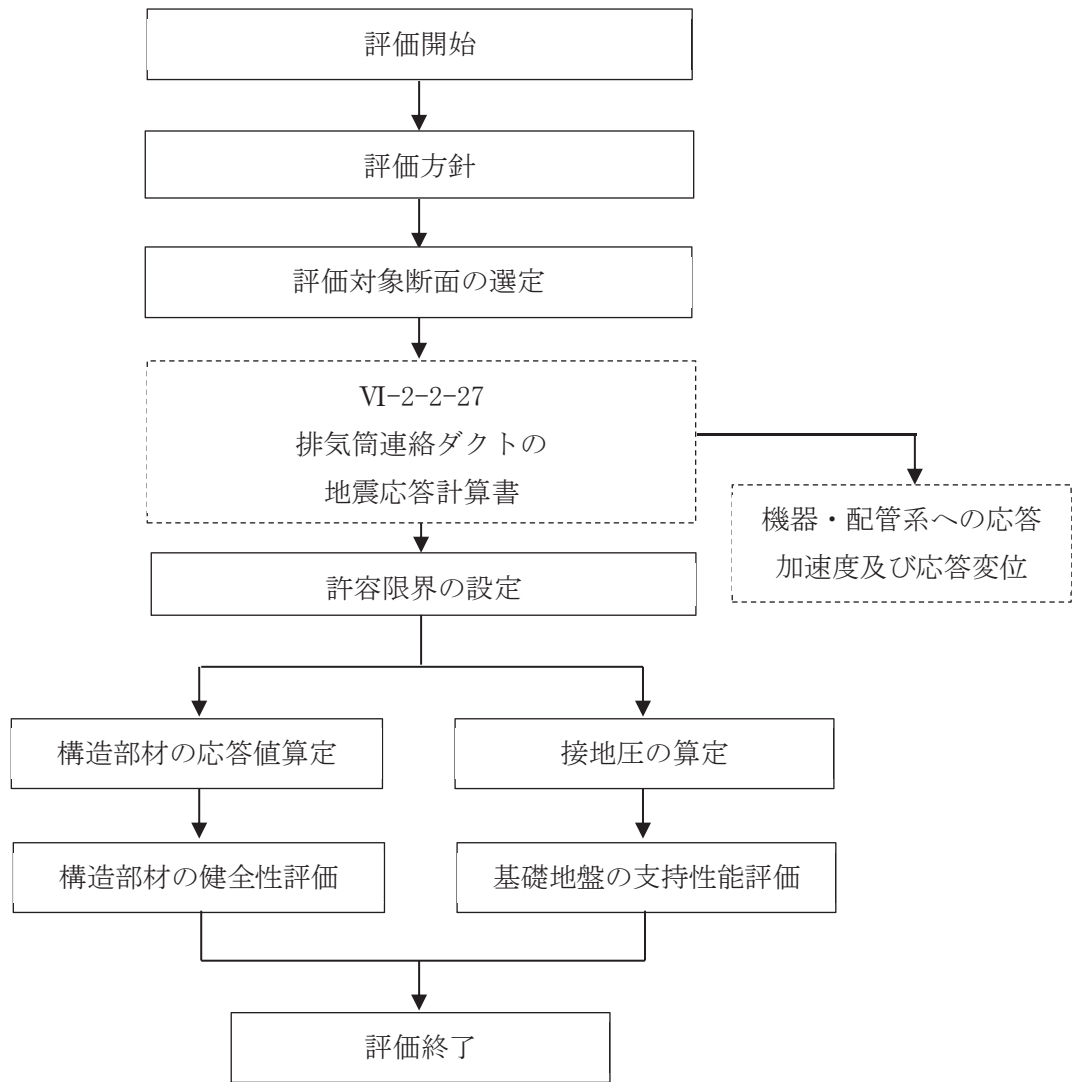 評価開始
評価方針
評価対象断面の選定
Ⅵ-2-2-27
排気筒連絡ダクトの
地震応答計算書
機器・配管系への応答
加速度及び応答変位
許容限界の設定
構造部材の応答値算定
接地圧の算定
構造部材の健全性評価
基礎地盤の支持性能評価
評価終了